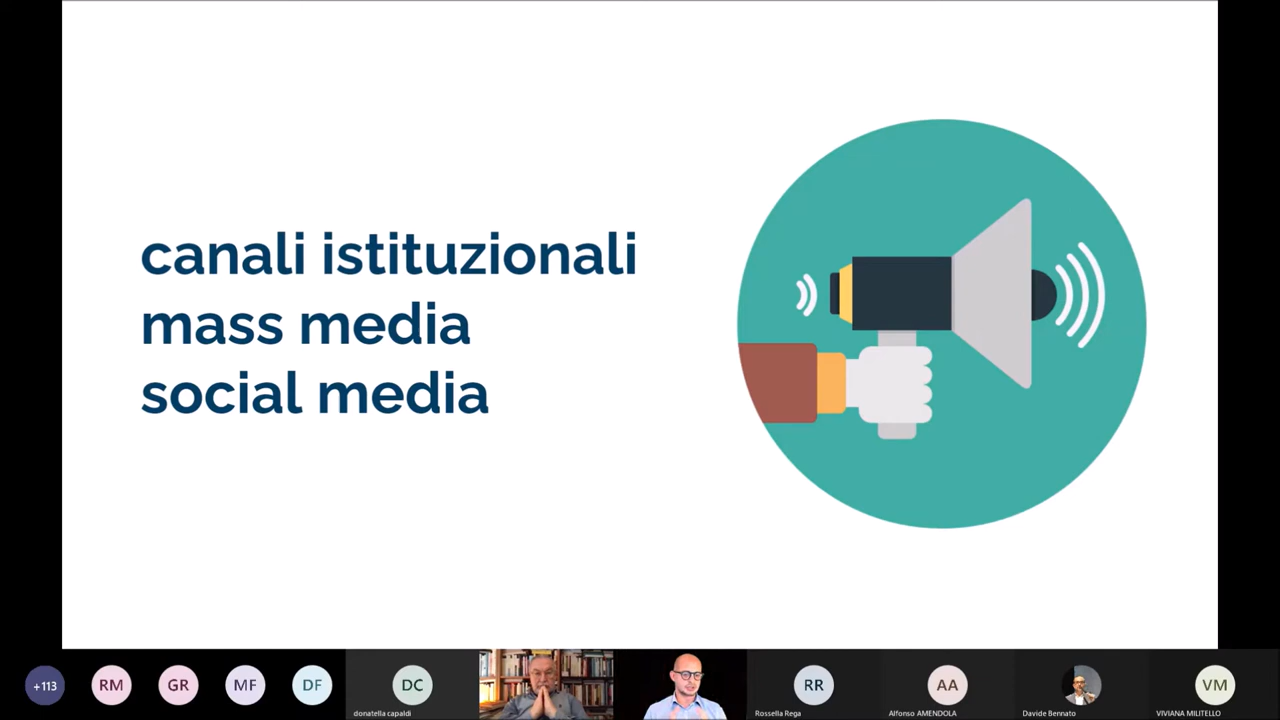 canali istituzionali
mass media
social media
+113
RM
GR
MF
DF
DC
donatella capaldi
RR
Rossella Rega
AA
Alfonso AMENDOLA
Davide Bennato
VM
VIVIANA MILITELLO